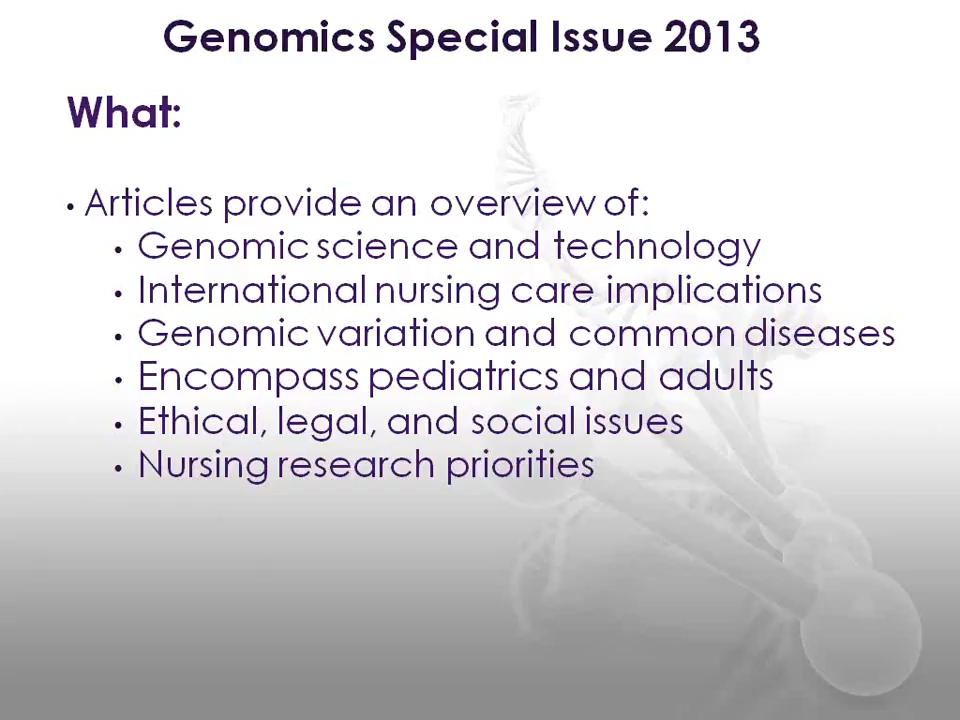 Genomics Special Issue 2013
What:
• Articles provide an overview of:
• Genomic science and technology
• International nursing care implications
• Genomic variation and common diseases
• Encompass pediatrics and adults
• Ethical, legal, and social issues
• Nursing research priorities